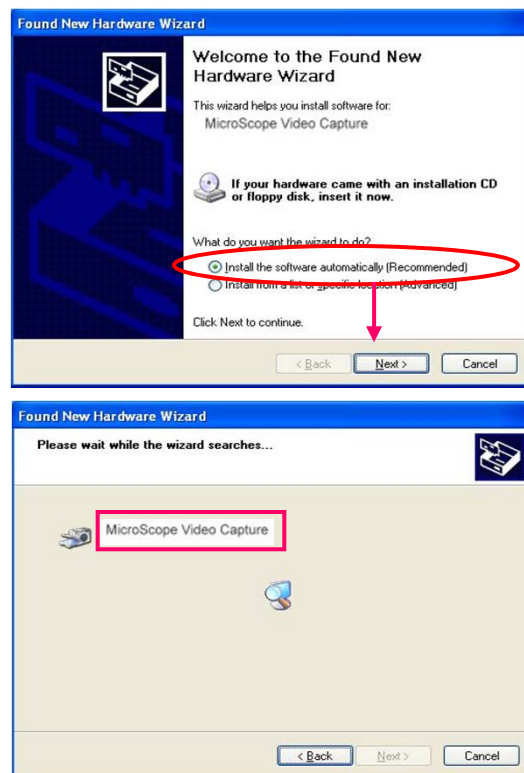 Found New Hardware Wizard
Welcome to the Found New
Hardware Wizard
This wizard helps you install software for:
MicroScope Video Capture
If your hardware came with an installation CD
or floppy disk, insert it now.
What do you want the wizard to do?
Install the software automatically (Recommended)
Install from a list or specific location (Advanced)
Click Next to continue.
< Back Next > Cancel
Found New Hardware Wizard
Please wait while the wizard searches...
MicroScope Video Capture
< Back Next > Cancel